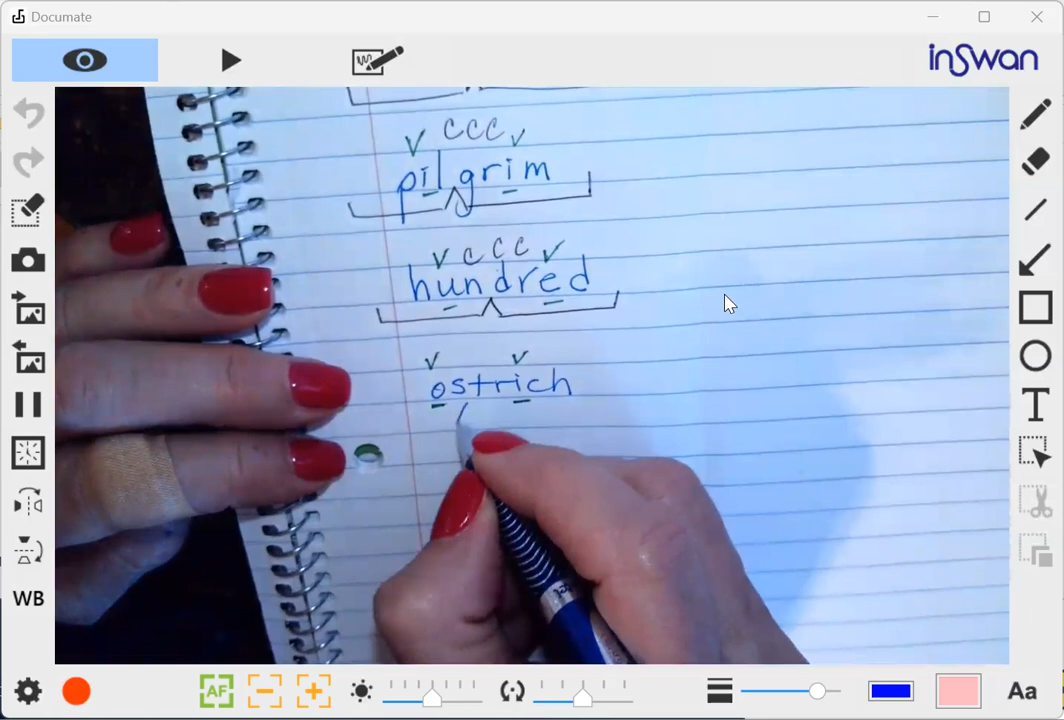 Documate
inSwan
V CCC V
pilgrim
V C C C V
hundred
V V
ostrich
WB
AF
T
Aa